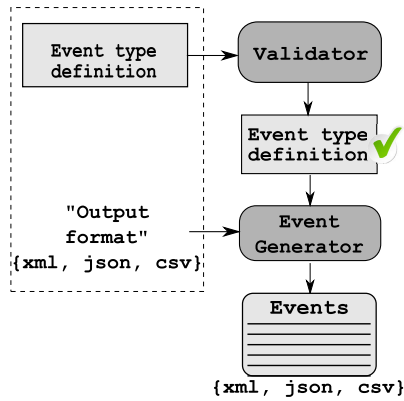 Event type
definition
Validator
Event type
definition
"Output
format"
{xml, json, csv}
Event
Generator
Events
{xml, json, csv}